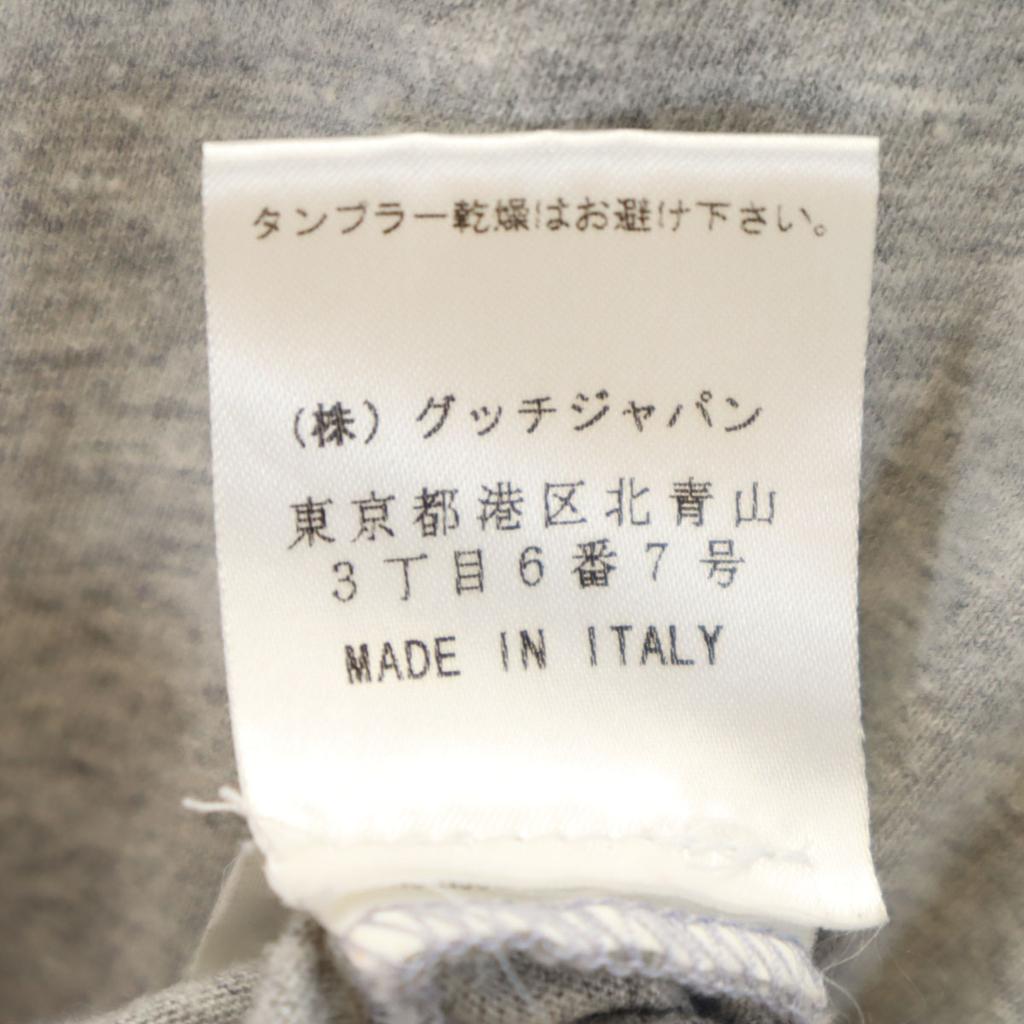 タンブラー乾燥はお避け下さい。
（株）グッチジャパン
東京都港区北青山
3丁目6番7号
MADE IN ITALY